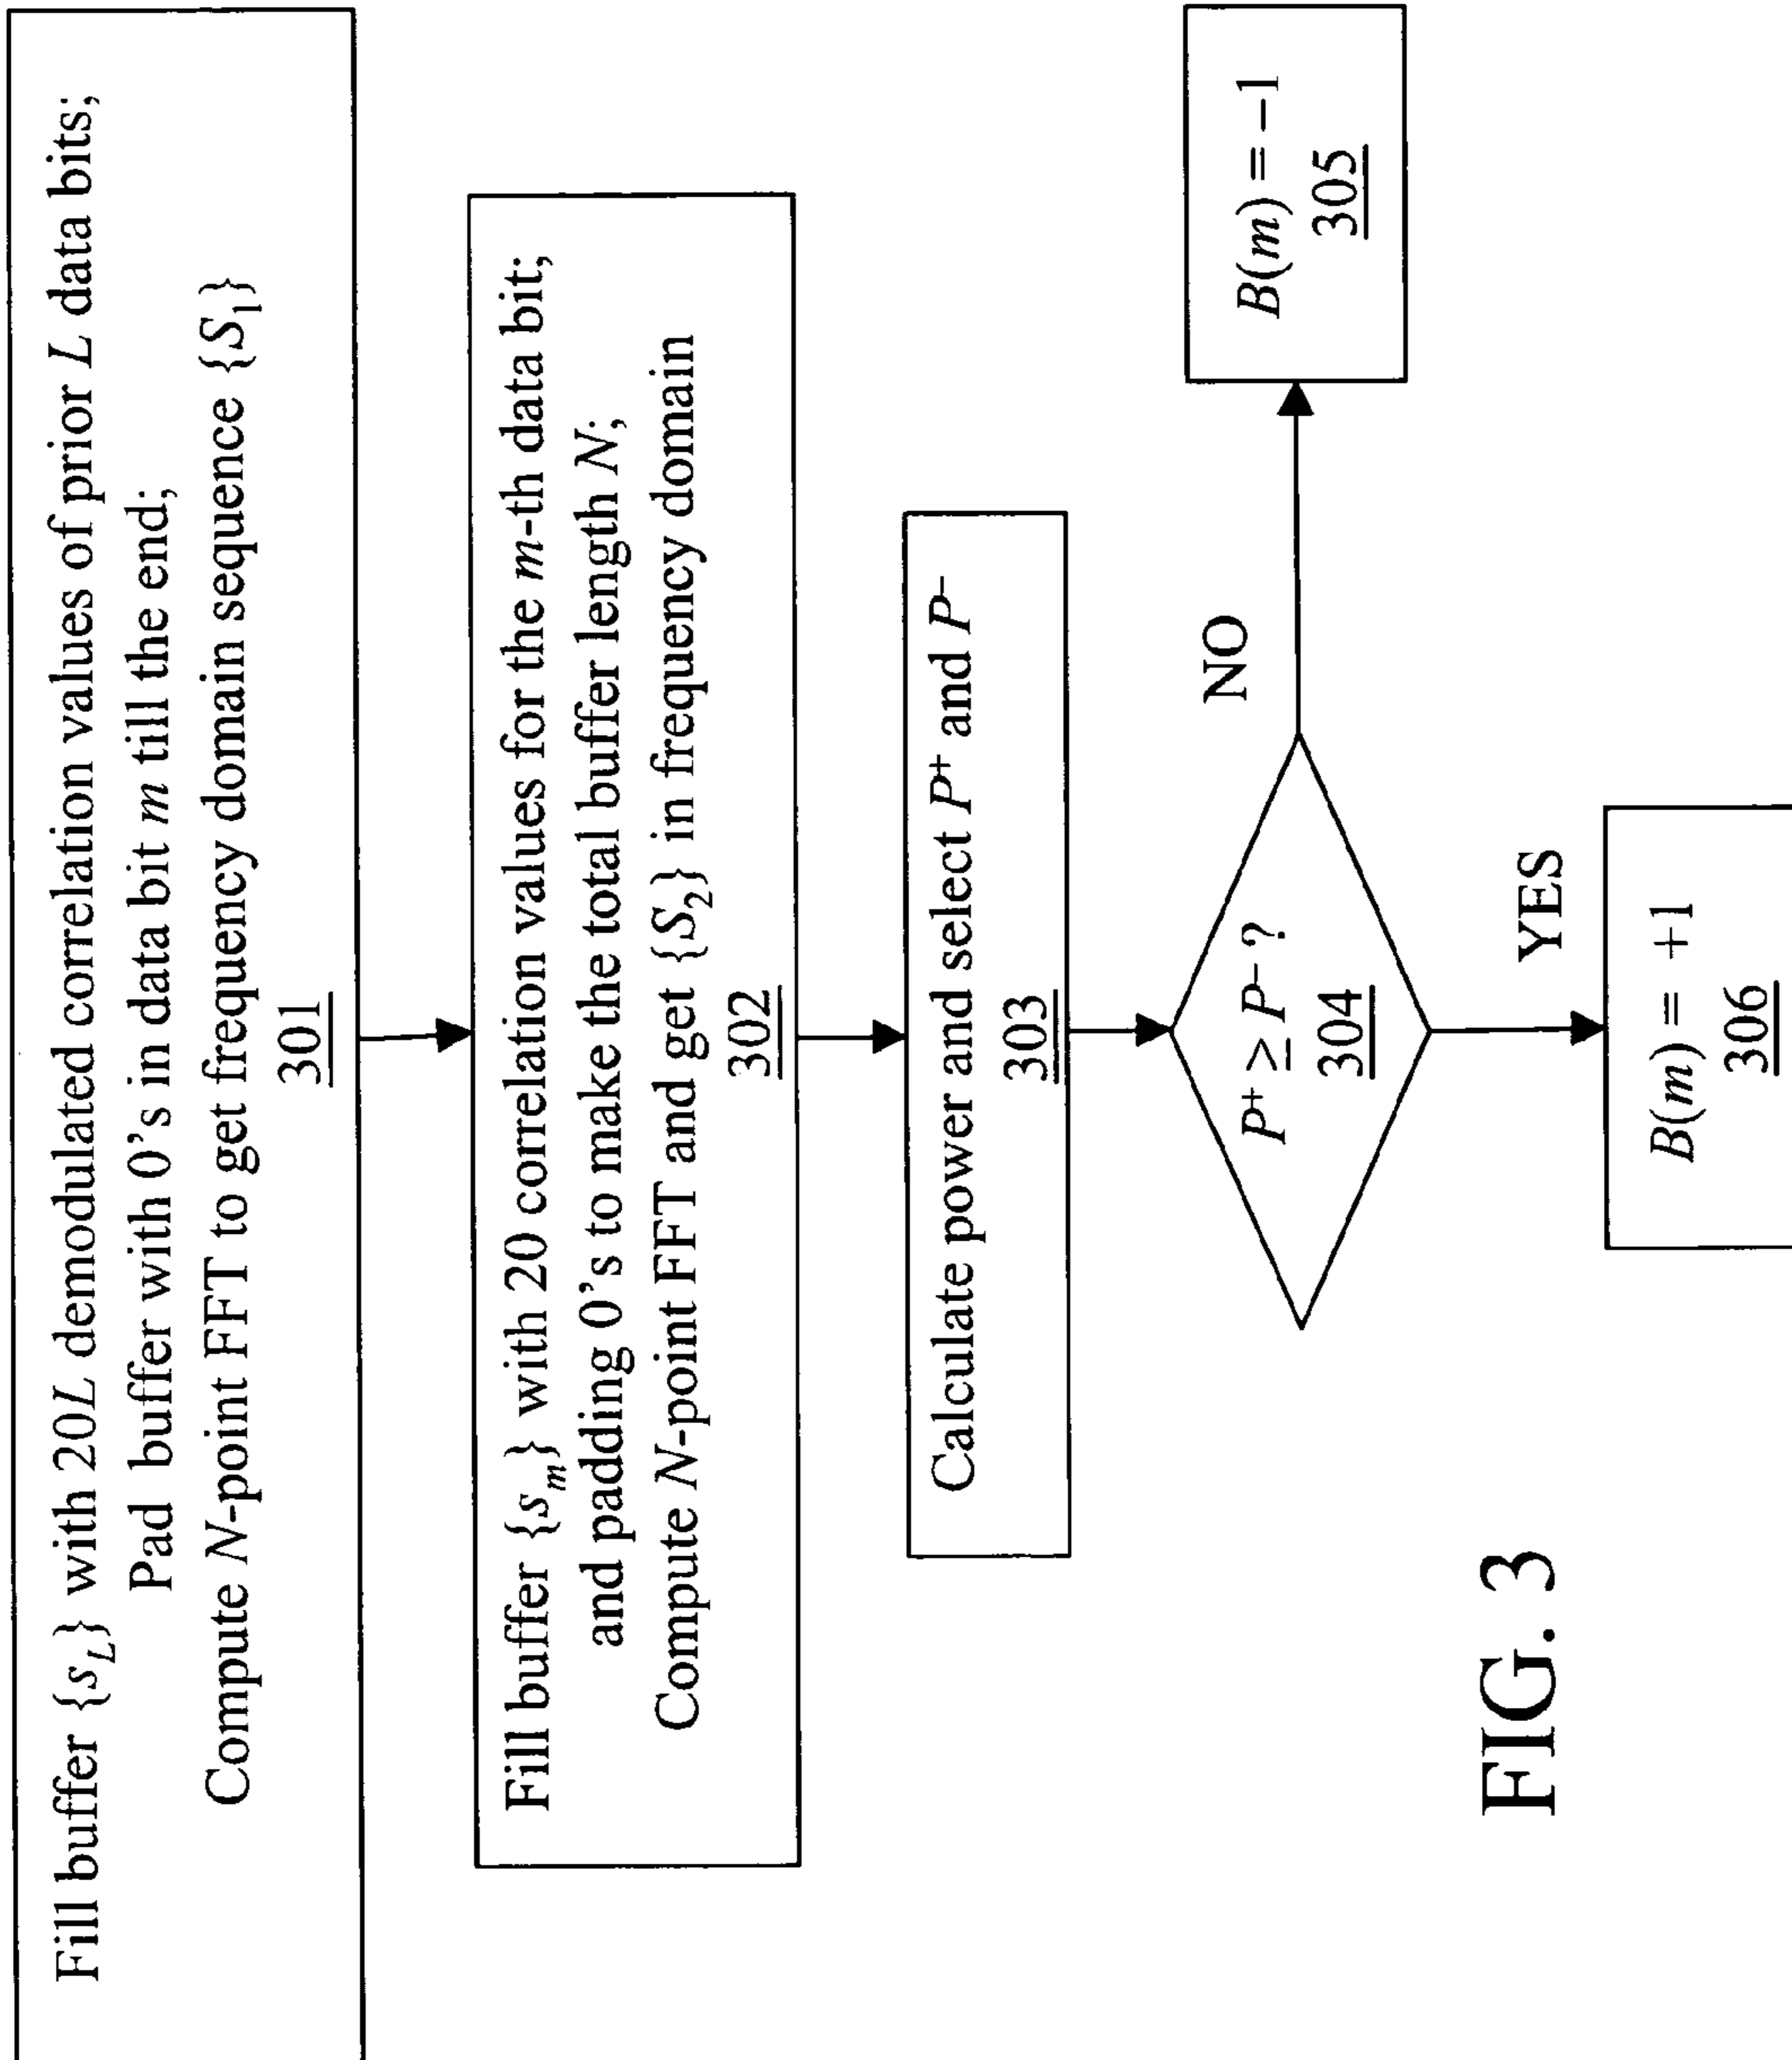 Fill buffer {s_L} with 20L demodulated correlation values of prior L data bits;
Pad buffer with 0's in data bit m till the end;
Compute N-point FFT to get frequency domain sequence {S_1}
301
Fill buffer {s_m} with 20 correlation values for the m-th data bit;
and padding 0's to make the total buffer length N;
Compute N-point FFT and get {S_2} in frequency domain
302
Calculate power and select P⁺ and P⁻
303
P⁺ ≥ P⁻ ?
304
NO
B(m) = −1
305
YES
B(m) = +1
306
FIG. 3